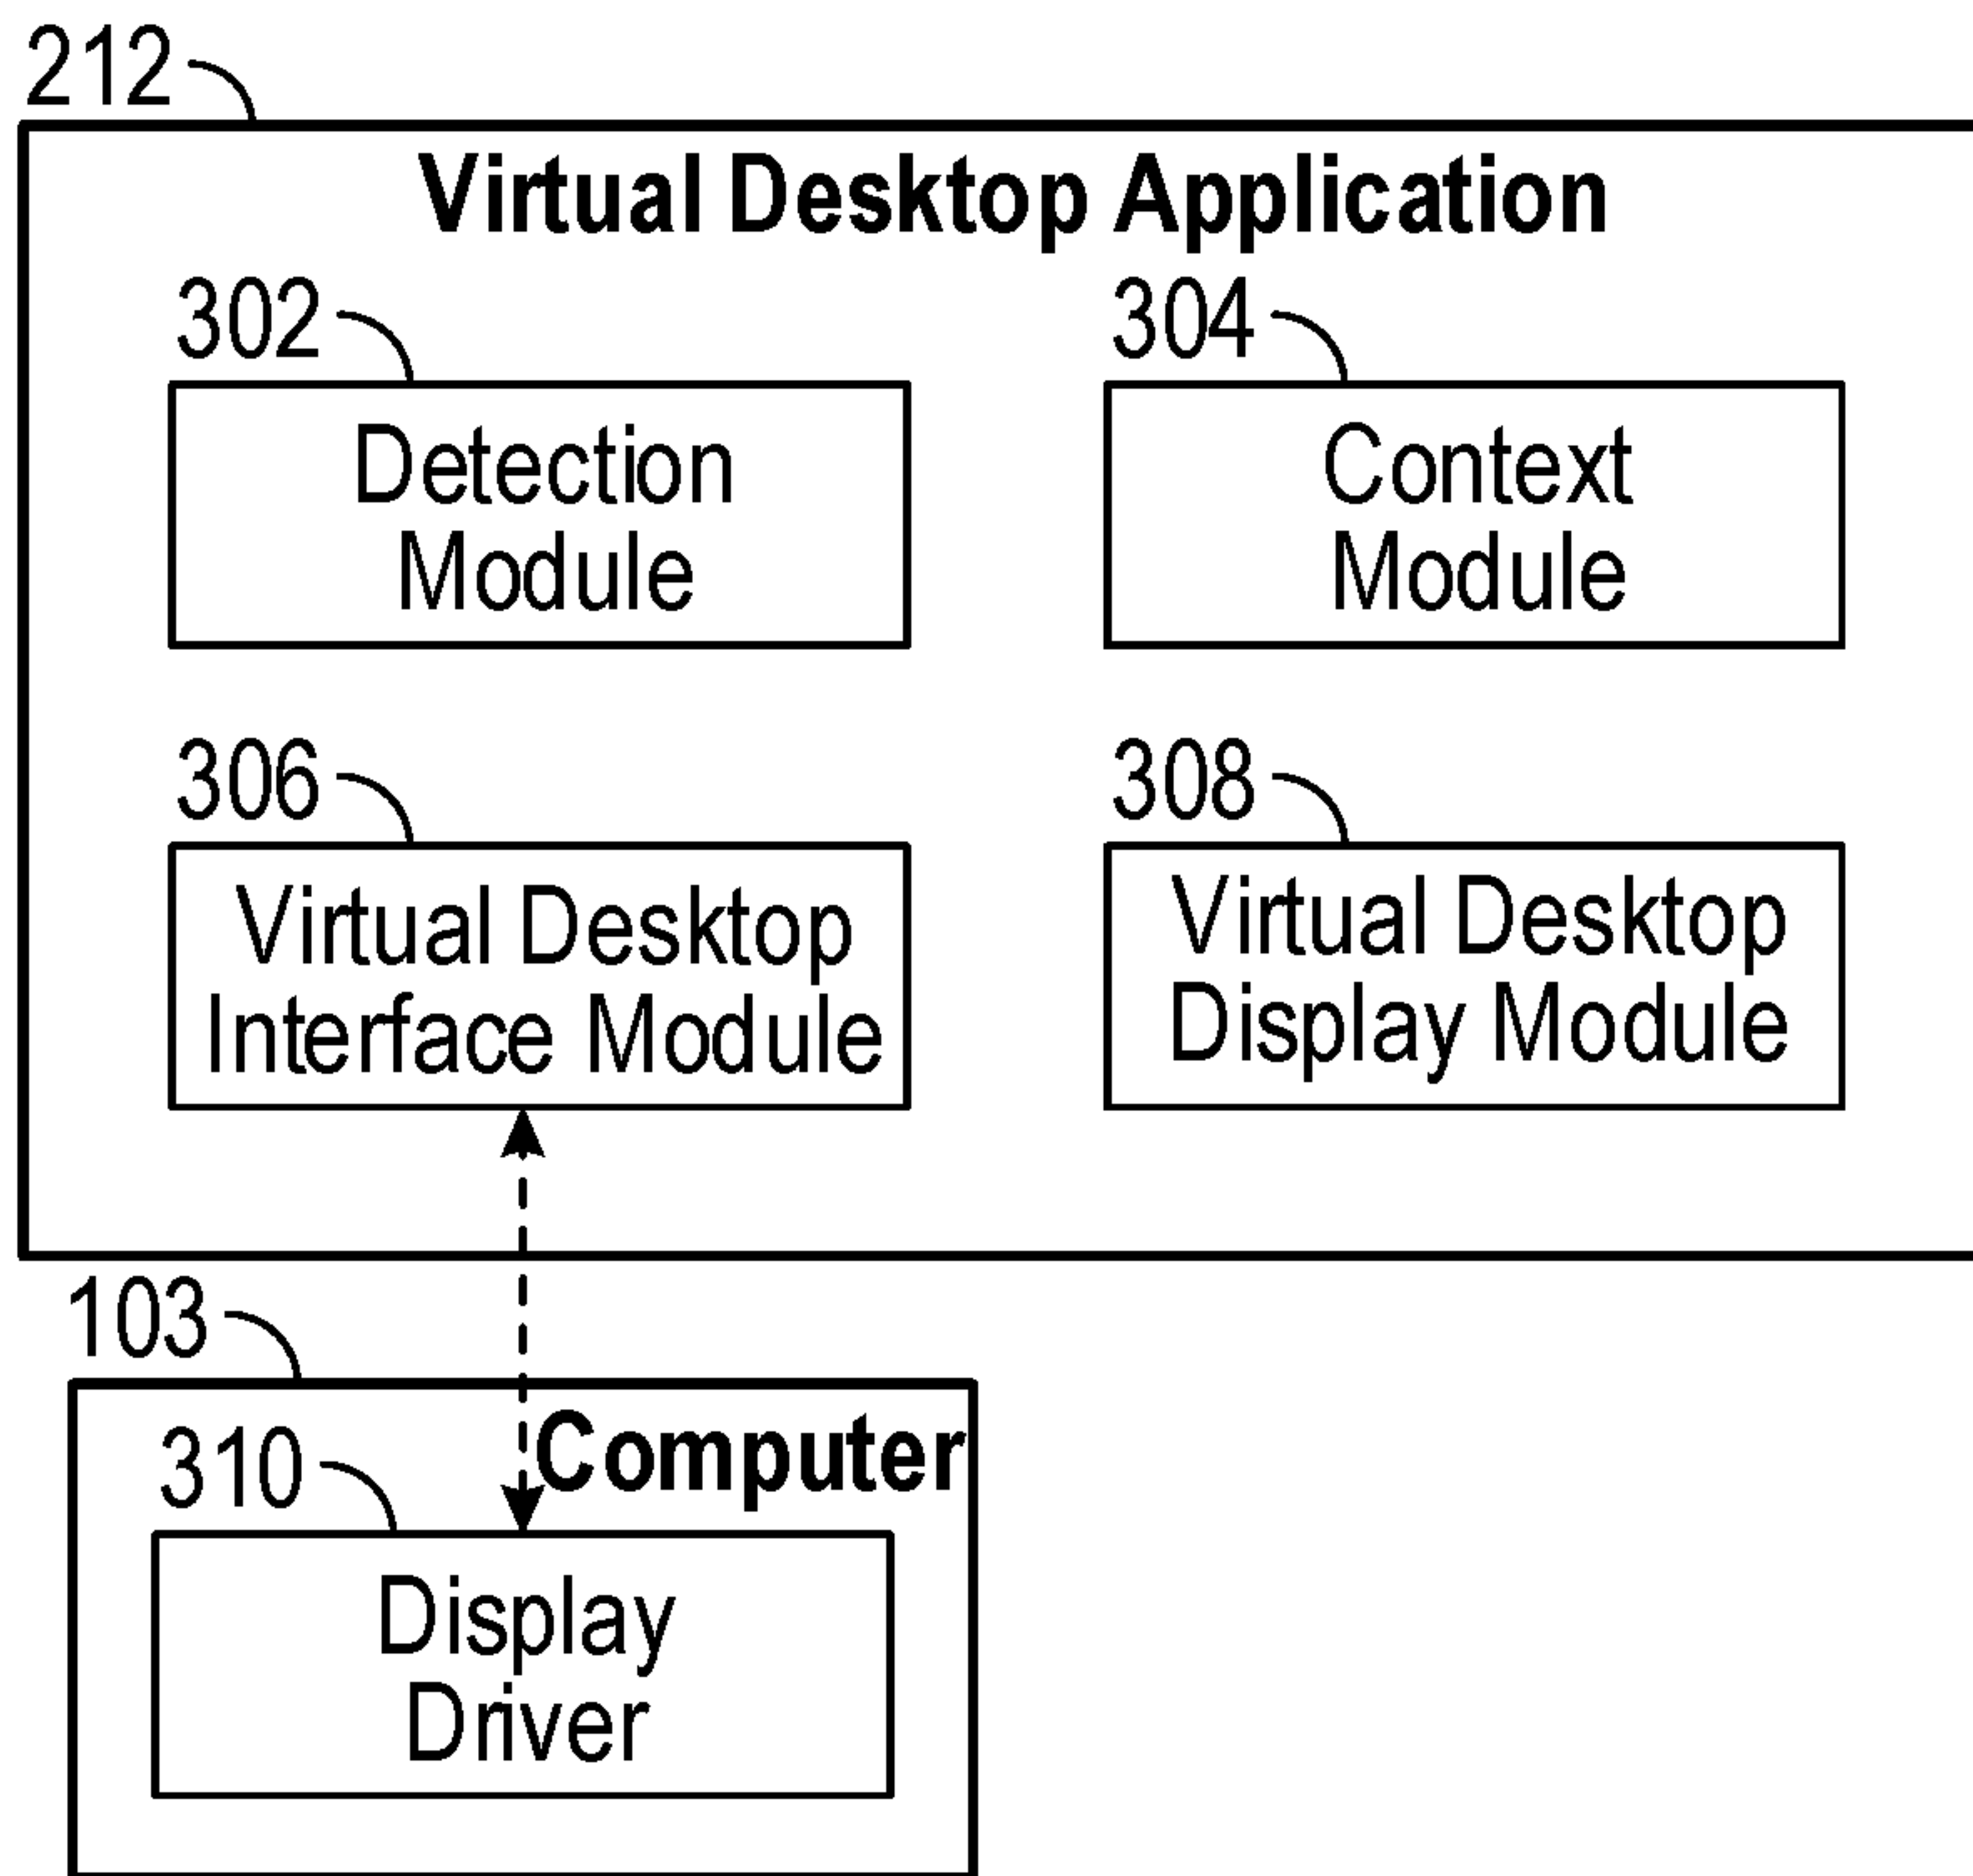 212
Virtual Desktop Application
302
304
Detection
Module
Context
Module
306
308
Virtual Desktop
Interface Module
Virtual Desktop
Display Module
103
Computer
310
Display
Driver